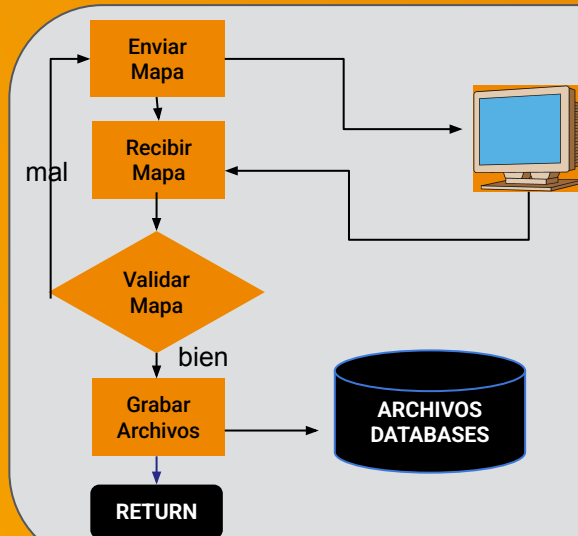 Enviar
Mapa
Recibir
Mapa
mal
Validar
Mapa
bien
Grabar
Archivos
ARCHIVOS
DATABASES
RETURN